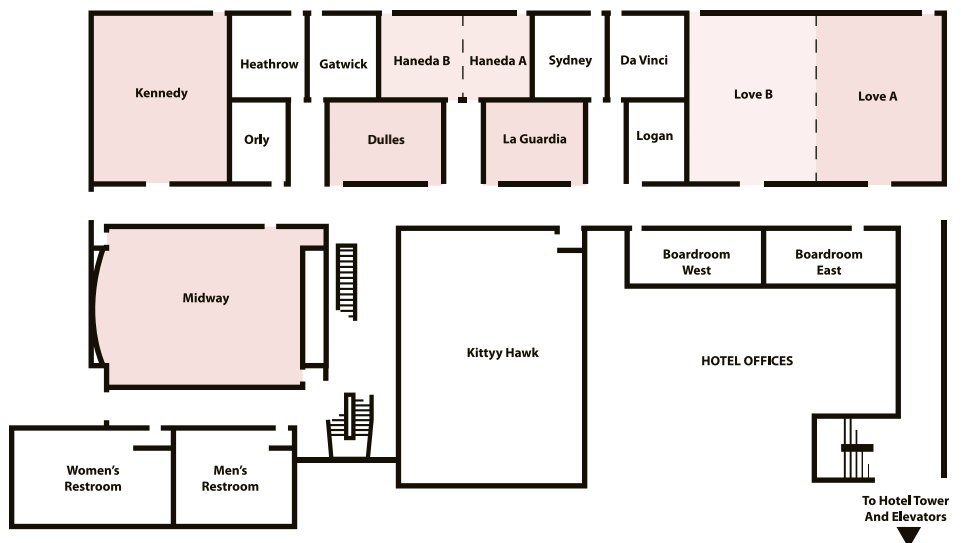 Kennedy
Heathrow
Gatwick
Haneda B
Haneda A
Sydney
Da Vinci
Love B
Love A
Orly
Dulles
La Guardia
Logan
Midway
Kittyy Hawk
Boardroom
West
Boardroom
East
HOTEL OFFICES
Women's
Restroom
Men's
Restroom
To Hotel Tower
And Elevators